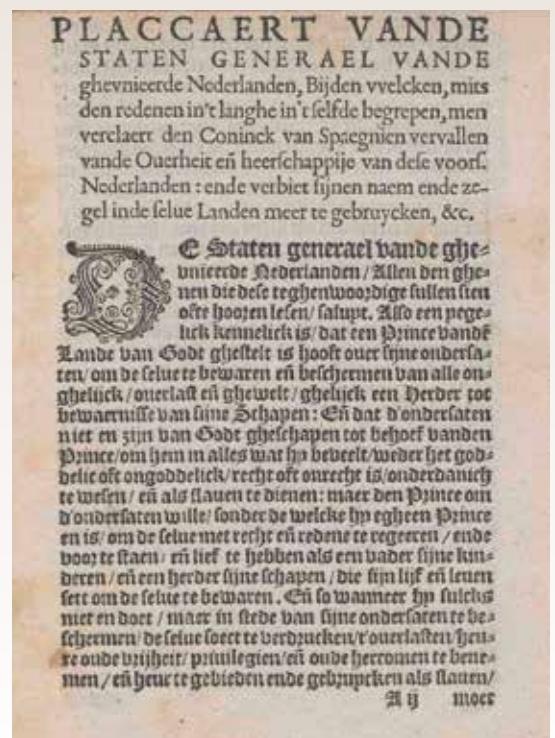 PLACCAERT VANDE
STATEN GENERAEL VANDE
ghevnieerde Nederlanden, Bijden vvelcken, mits
den redenen in't langhe in't ſelfde begrepen, men
verclaert den Coninck van Spaegnien vervallen
vande Ouerheit eñ heerſchappije van deſe voorſ.
Nederlanden : ende verbiet ſijnen naem ende ze-
gel inde ſelue Landen meer te gebruycken, &c.
DE Staten generael vande ghe-
vnieerde Nederlanden / Allen den ghe-
nen die deſe teghenwoordige ſullen ſien
ofte hooren leſen / ſaluyt. Alſo een yege-
lick kennelick is / dat een Prince vandē
Lande van Godt gheſtelt is hooft ouer ſijne onderſa-
ten / om de ſelue te bewaren eñ beſchermen van alle on-
ghelijck / ouerlaſt eñ ghewelt / ghelijck een Herder tot
bewaerniſſe van ſijne Schapen : Eñ dat d'onderſaten
niet en zijn van Godt gheſchapen tot behoef vanden
Prince / om hem in alles wat hy beveelt / weder het god-
delic oft ongoddelick / recht oft onrecht is / onderdanich
te weſen / eñ als ſlauen te dienen : maer den Prince om
d'onderſaten wille / ſonder de welcke hy egheen Prince
en is / om de ſelue met recht eñ redene te regeeren / ende
voor te ſtaen / eñ lief te hebben als een vader ſijne kin-
deren / eñ een herder ſijne ſchapen / die ſijn lijf eñ leuen
ſett om de ſelue te bewaren. Eñ ſo wanneer hy ſulcks
niet en doet / maer in ſtede van ſijne onderſaten te be-
ſchermen / de ſelue ſoect te verdrucken / t'ouerlaſten / heu-
re oude vrijheit / priuilegien / eñ oude hercomen te bene-
men / eñ heur te gebieden ende gebruycken als ſlauen /
A ij moet